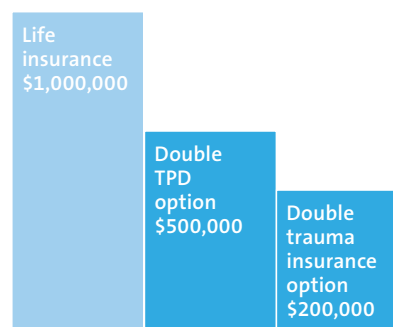 Life
insurance
$1,000,000
Double
TPD
option
$500,000
Double
trauma
insurance
option
$200,000